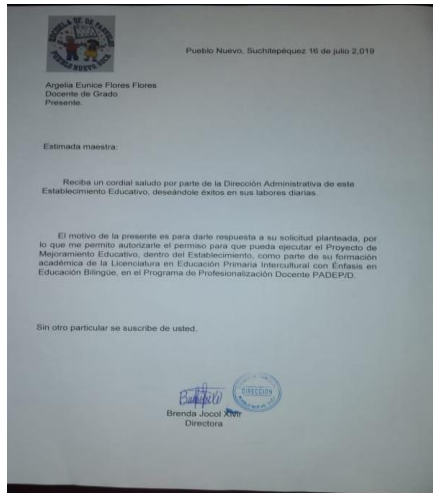 ESCUELA
PUEBLO NUEVO SUCH.
Pueblo Nuevo, Suchitepéquez 16 de julio 2,019
Argelia Eunice Flores Flores
Docente de Grado
Presente.
Estimada maestra:
Reciba un cordial saludo por parte de la Dirección Administrativa de este
Establecimiento Educativo, deseándole éxitos en sus labores diarias.
El motivo de la presente es para darle respuesta a su solicitud planteada, por
lo que me permito autorizarle el permiso para que pueda ejecutar el Proyecto de
Mejoramiento Educativo, dentro del Establecimiento, como parte de su formación
académica de la Licenciatura en Educación Primaria Intercultural con Énfasis en
Educación Bilingüe, en el Programa de Profesionalización Docente PADEP/D.
Sin otro particular se suscribe de usted.
DIRECCION
Brenda Jocol
Directora